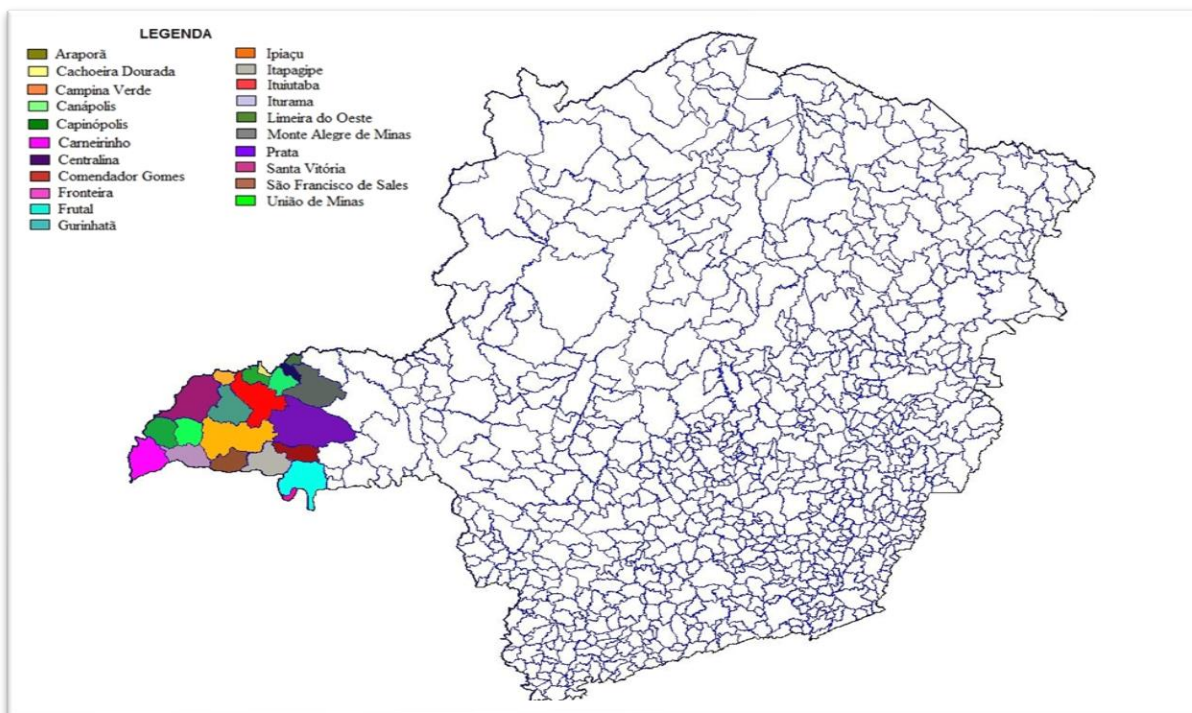 LEGENDA
Araporã
Cachoeira Dourada
Campina Verde
Canápolis
Capinópolis
Carneirinho
Centralina
Comendador Gomes
Fronteira
Frutal
Gurinhatã
Ipiaçu
Itapagipe
Ituiutaba
Iturama
Limeira do Oeste
Monte Alegre de Minas
Prata
Santa Vitória
São Francisco de Sales
União de Minas